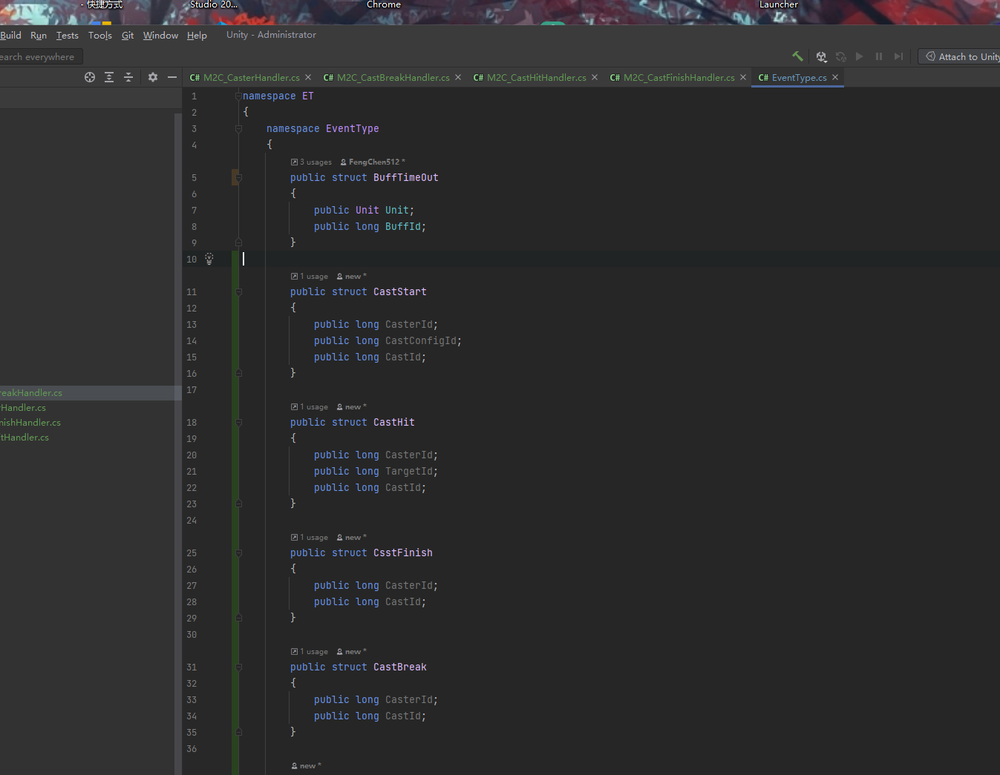 - 快捷方式 Studio 20... Chrome Launcher
Build Run Tests Tools Git Window Help Unity - Administrator
earch everywhere Attach to Unity
C# M2C_CasterHandler.cs C# M2C_CastBreakHandler.cs C# M2C_CastHitHandler.cs C# M2C_CastFinishHandler.cs C# EventType.cs
1 namespace ET
2 {
3 namespace EventType
4 {
3 usages FengChen512 *
5 public struct BuffTimeOut
6 {
7 public Unit Unit;
8 public long BuffId;
9 }
10
1 usage new *
11 public struct CastStart
12 {
13 public long CasterId;
14 public long CastConfigId;
15 public long CastId;
16 }
17
1 usage new *
18 public struct CastHit
19 {
20 public long CasterId;
21 public long TargetId;
22 public long CastId;
23 }
24
1 usage new *
25 public struct CsstFinish
26 {
27 public long CasterId;
28 public long CastId;
29 }
30
1 usage new *
31 public struct CastBreak
32 {
33 public long CasterId;
34 public long CastId;
35 }
36
new *
reakHandler.cs
rHandler.cs
nishHandler.cs
itHandler.cs